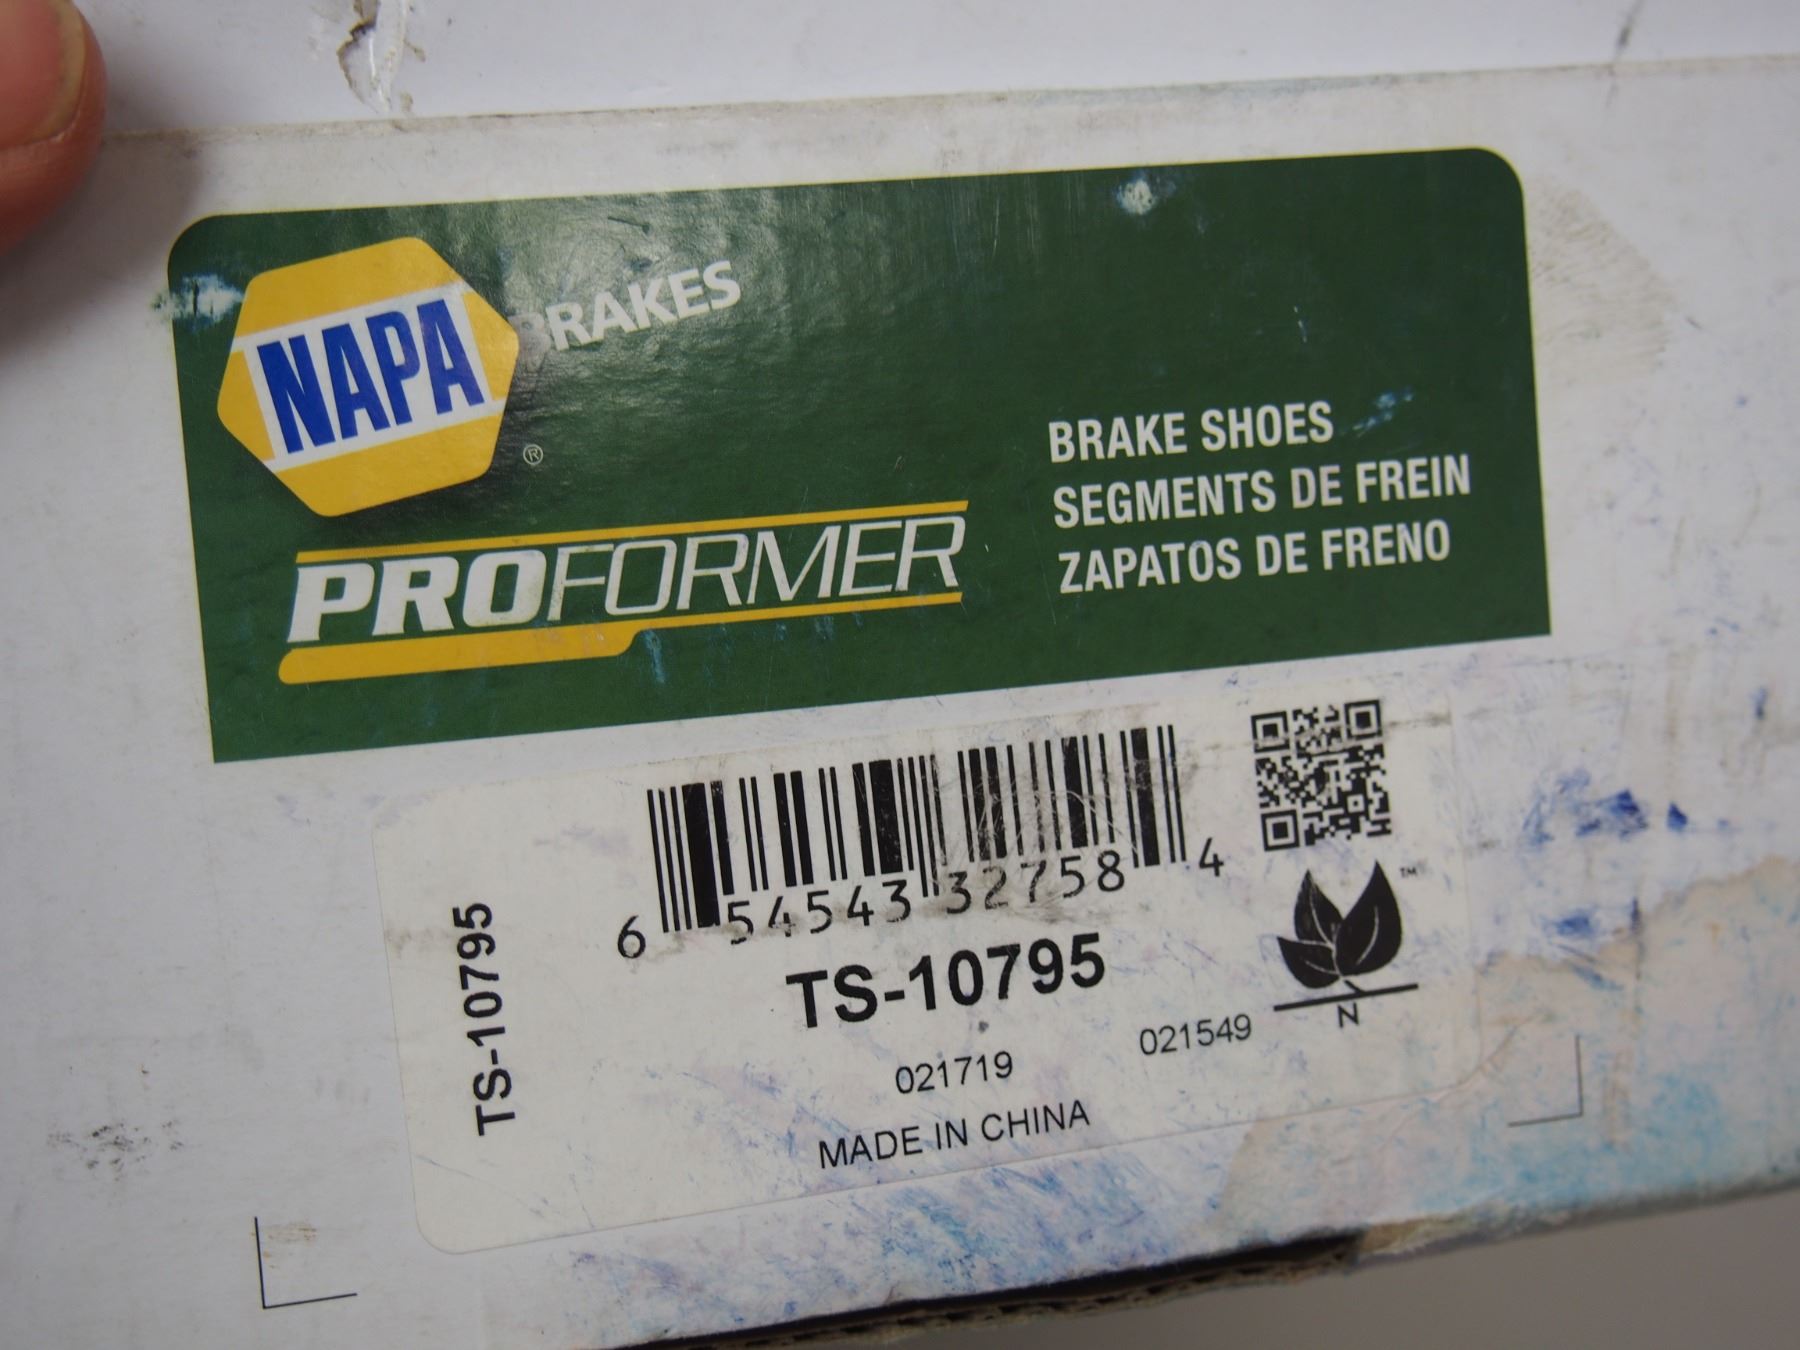 NAPA BRAKES
®
PROFORMER
BRAKE SHOES
SEGMENTS DE FREIN
ZAPATOS DE FRENO
TS-10795
6 54543 32758 4
TS-10795
021719
021549
MADE IN CHINA
TM
N